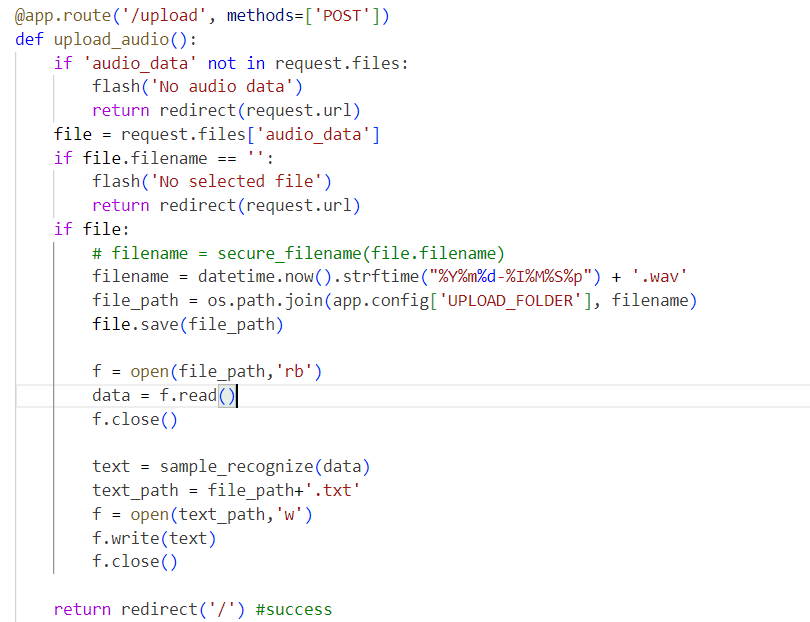 @app.route('/upload', methods=['POST'])
def upload_audio():
    if 'audio_data' not in request.files:
        flash('No audio data')
        return redirect(request.url)
    file = request.files['audio_data']
    if file.filename == '':
        flash('No selected file')
        return redirect(request.url)
    if file:
        # filename = secure_filename(file.filename)
        filename = datetime.now().strftime("%Y%m%d-%I%M%S%p") + '.wav'
        file_path = os.path.join(app.config['UPLOAD_FOLDER'], filename)
        file.save(file_path)

        f = open(file_path,'rb')
        data = f.read()
        f.close()

        text = sample_recognize(data)
        text_path = file_path+'.txt'
        f = open(text_path,'w')
        f.write(text)
        f.close()

    return redirect('/') #success